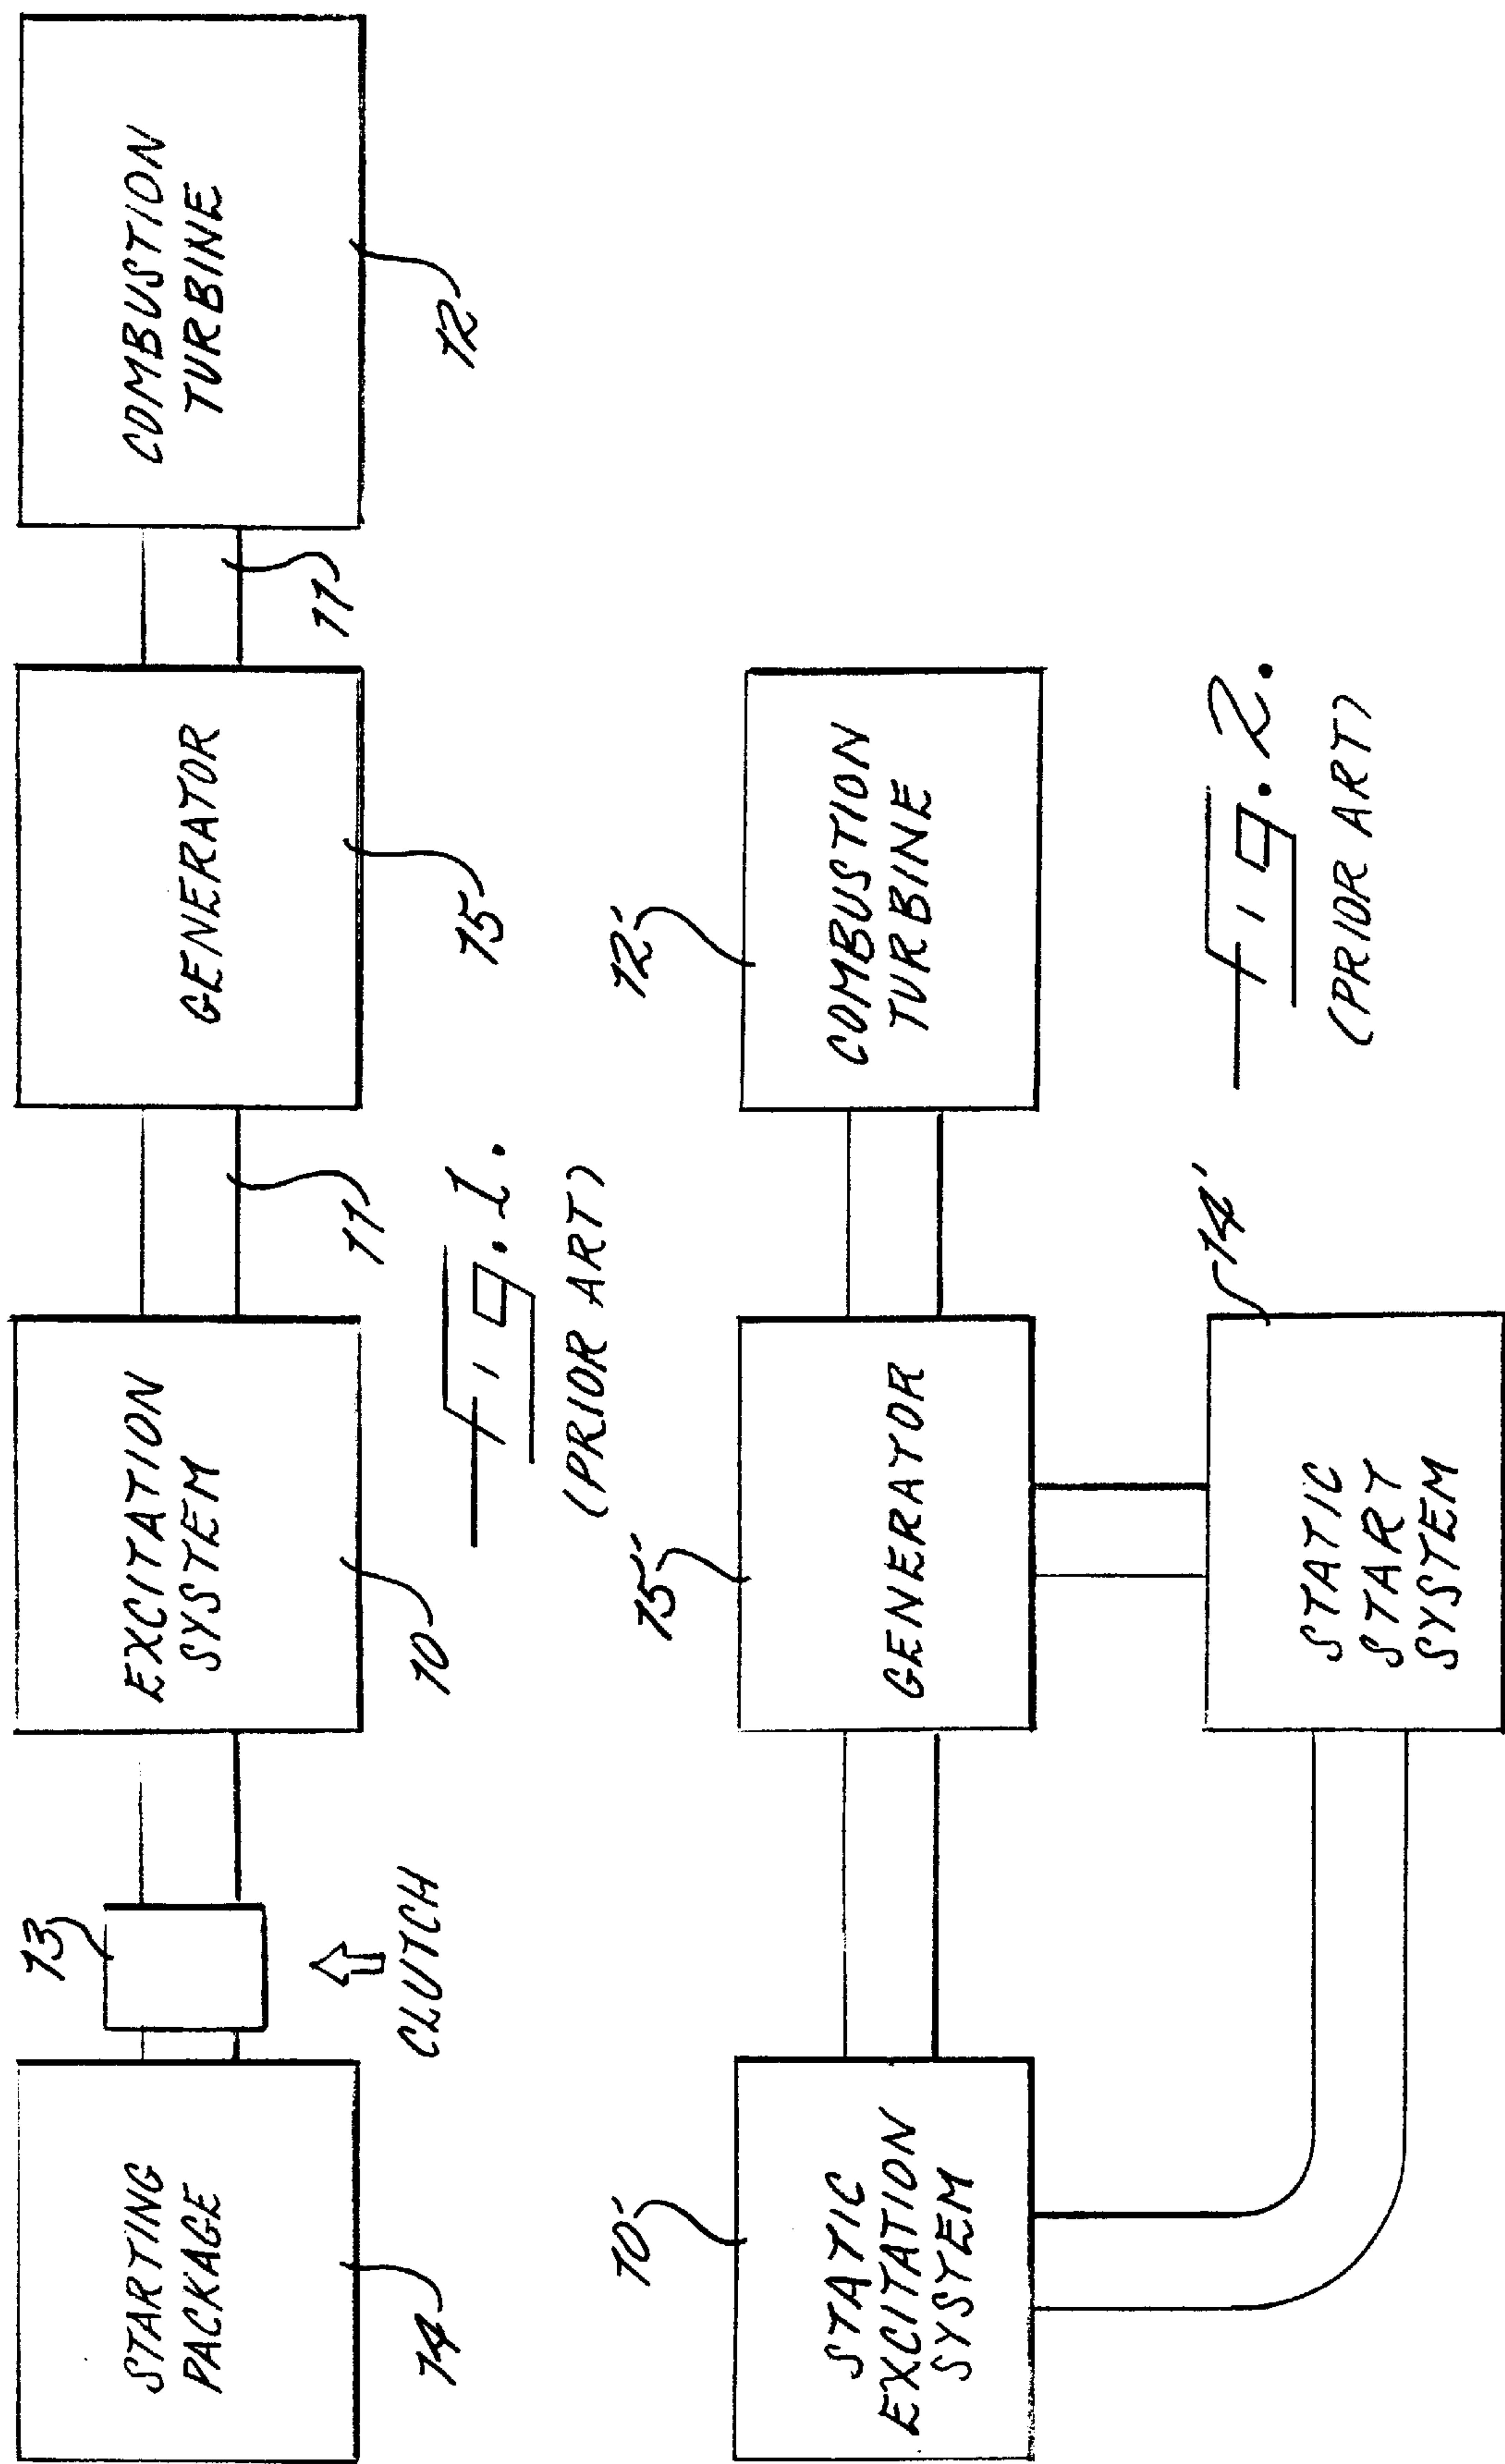 13
STARTING
PACKAGE
EXCITATION
SYSTEM
GENERATOR
COMBUSTION
TURBINE
14
CLUTCH
10
11
15
11
12
Fig. 1.
(PRIOR ART)
10'
15'
12'
STATIC
EXCITATION
SYSTEM
GENERATOR
COMBUSTION
TURBINE
14'
STATIC
START
SYSTEM
Fig. 2.
(PRIOR ART)